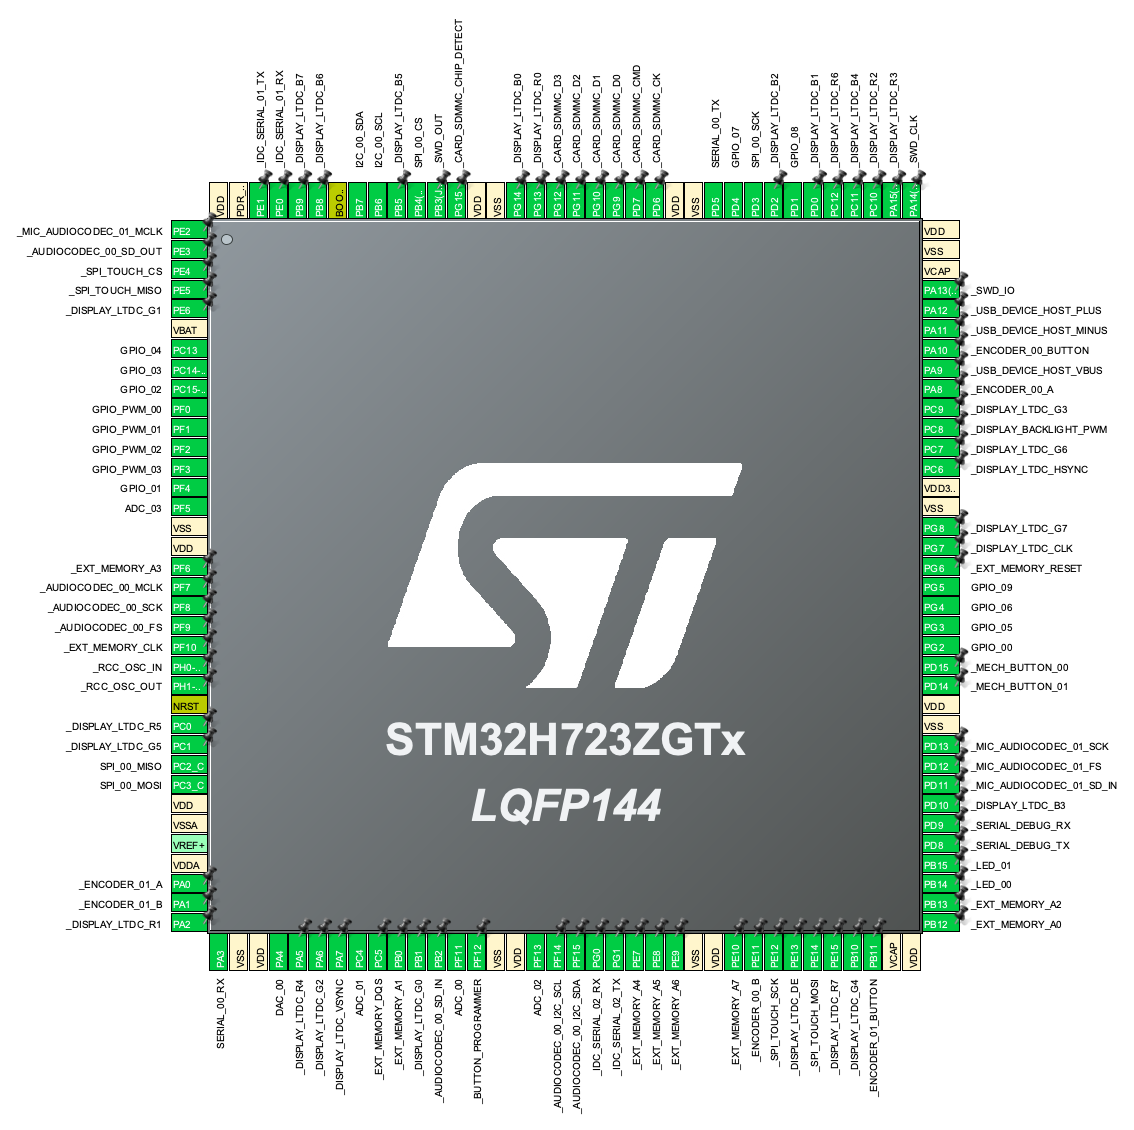 _IDC_SERIAL_01_TX
_IDC_SERIAL_01_RX
_DISPLAY_LTDC_B7
_DISPLAY_LTDC_B6
I2C_00_SDA
I2C_00_SCL
_DISPLAY_LTDC_B5
SPI_00_CS
_SWD_OUT
_CARD_SDMMC_CHIP_DETECT
_DISPLAY_LTDC_B0
_DISPLAY_LTDC_R0
_CARD_SDMMC_D3
_CARD_SDMMC_D2
_CARD_SDMMC_D1
_CARD_SDMMC_D0
_CARD_SDMMC_CMD
_CARD_SDMMC_CK
SERIAL_00_TX
GPIO_07
SPI_00_SCK
_DISPLAY_LTDC_B2
GPIO_08
_DISPLAY_LTDC_B1
_DISPLAY_LTDC_R6
_DISPLAY_LTDC_B4
_DISPLAY_LTDC_R2
_DISPLAY_LTDC_R3
_SWD_CLK
VDD
PDR_..
PE1
PE0
PB9
PB8
BOO..
PB7
PB6
PB5
PB4(..
PB3(J..
PG15
VDD
VSS
PG14
PG13
PG12
PG11
PG10
PG9
PD7
PD6
VDD
VSS
PD5
PD4
PD3
PD2
PD1
PD0
PC12
PC11
PC10
PA15(..
PA14(..
_MIC_AUDIOCODEC_01_MCLK PE2
_AUDIOCODEC_00_SD_OUT PE3
_SPI_TOUCH_CS PE4
_SPI_TOUCH_MISO PE5
_DISPLAY_LTDC_G1 PE6
VBAT
GPIO_04 PC13
GPIO_03 PC14-..
GPIO_02 PC15-..
GPIO_PWM_00 PF0
GPIO_PWM_01 PF1
GPIO_PWM_02 PF2
GPIO_PWM_03 PF3
GPIO_01 PF4
ADC_03 PF5
VSS
VDD
_EXT_MEMORY_A3 PF6
_AUDIOCODEC_00_MCLK PF7
_AUDIOCODEC_00_SCK PF8
_AUDIOCODEC_00_FS PF9
_EXT_MEMORY_CLK PF10
_RCC_OSC_IN PH0-..
_RCC_OSC_OUT PH1-..
NRST
_DISPLAY_LTDC_R5 PC0
_DISPLAY_LTDC_G5 PC1
SPI_00_MISO PC2_C
SPI_00_MOSI PC3_C
VDD
VSSA
VREF+
VDDA
_ENCODER_01_A PA0
_ENCODER_01_B PA1
_DISPLAY_LTDC_R1 PA2
ST
STM32H723ZGTx
LQFP144
VDD
VSS
VCAP
PA13(.. _SWD_IO
PA12 _USB_DEVICE_HOST_PLUS
PA11 _USB_DEVICE_HOST_MINUS
PA10 _ENCODER_00_BUTTON
PA9 _USB_DEVICE_HOST_VBUS
PA8 _ENCODER_00_A
PC9 _DISPLAY_LTDC_G3
PC8 _DISPLAY_BACKLIGHT_PWM
PC7 _DISPLAY_LTDC_G6
PC6 _DISPLAY_LTDC_HSYNC
VDD3..
VSS
PG8 _DISPLAY_LTDC_G7
PG7 _DISPLAY_LTDC_CLK
PG6 _EXT_MEMORY_RESET
PG5 GPIO_09
PG4 GPIO_06
PG3 GPIO_05
PG2 GPIO_00
PD15 _MECH_BUTTON_00
PD14 _MECH_BUTTON_01
VDD
VSS
PD13 _MIC_AUDIOCODEC_01_SCK
PD12 _MIC_AUDIOCODEC_01_FS
PD11 _MIC_AUDIOCODEC_01_SD_IN
PD10 _DISPLAY_LTDC_B3
PD9 _SERIAL_DEBUG_RX
PD8 _SERIAL_DEBUG_TX
PB15 _LED_01
PB14 _LED_00
PB13 _EXT_MEMORY_A2
PB12 _EXT_MEMORY_A0
PA3
VSS
VDD
PA4
PA5
PA6
PA7
PC4
PC5
PB0
PB1
PB2
PF11
PF12
VSS
VDD
PF13
PF14
PF15
PG0
PG1
PE7
PE8
PE9
VSS
VDD
PE10
PE11
PE12
PE13
PE14
PE15
PB10
PB11
VCAP
VDD
SERIAL_00_RX
DAC_00
_DISPLAY_LTDC_R4
_DISPLAY_LTDC_G2
_DISPLAY_LTDC_VSYNC
ADC_01
_EXT_MEMORY_DQS
_EXT_MEMORY_A1
_DISPLAY_LTDC_G0
_AUDIOCODEC_00_SD_IN
ADC_00
_BUTTON_PROGRAMMER
ADC_02
_AUDIOCODEC_00_I2C_SCL
_AUDIOCODEC_00_I2C_SDA
_IDC_SERIAL_02_RX
_IDC_SERIAL_02_TX
_EXT_MEMORY_A4
_EXT_MEMORY_A5
_EXT_MEMORY_A6
_EXT_MEMORY_A7
_ENCODER_00_B
_SPI_TOUCH_SCK
_DISPLAY_LTDC_DE
_SPI_TOUCH_MOSI
_DISPLAY_LTDC_R7
_DISPLAY_LTDC_G4
_ENCODER_01_BUTTON